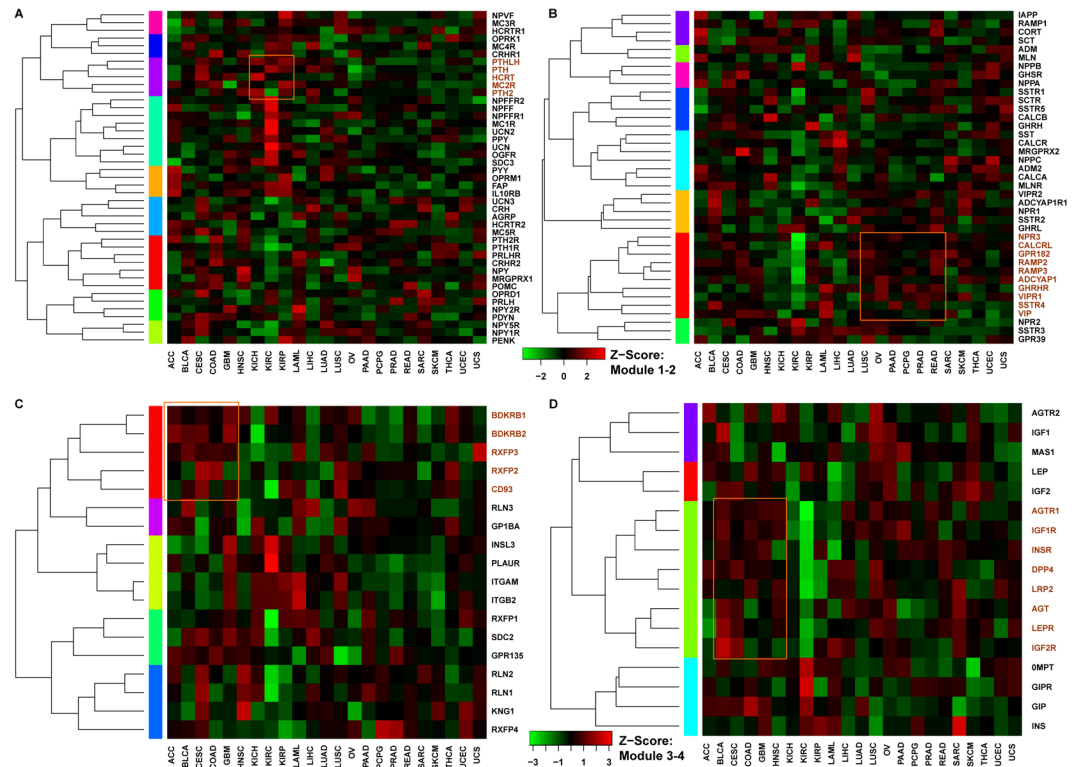 A
NPVF
MC3R
HCRTR1
OPRK1
MC4R
CRHR1
PTHLH
PTH
HCRT
MC2R
PTH2
NPFFR2
NPFF
NPFFR1
MC1R
UCN2
PPY
UCN
OGFR
SDC3
PYY
OPRM1
FAP
IL10RB
UCN3
CRH
AGRP
HCRTR2
MC5R
PTH2R
PTH1R
PRLHR
CRHR2
NPY
MRGPRX1
POMC
OPRD1
PRLH
NPY2R
PDYN
NPY5R
NPY1R
PENK
ACC BLCA CESC COAD GBM HNSC KICH KIRC KIRP LAML LIHC LUAD LUSC OV PAAD PCPG PRAD READ SARC SKCM THCA UCEC UCS
B
IAPP
RAMP1
CORT
SCT
ADM
MLN
NPPB
GHSR
NPPA
SSTR1
SCTR
SSTR5
CALCB
GHRH
SST
CALCR
MRGPRX2
NPPC
ADM2
CALCA
MLNR
VIPR2
ADCYAP1R1
NPR1
SSTR2
GHRL
NPR3
CALCRL
GPR182
RAMP2
RAMP3
ADCYAP1
GHRHR
VIPR1
SSTR4
VIP
NPR2
SSTR3
GPR39
ACC BLCA CESC COAD GBM HNSC KICH KIRC KIRP LAML LIHC LUAD LUSC OV PAAD PCPG PRAD READ SARC SKCM THCA UCEC UCS
Z-Score:
Module 1-2
−2 0 2
C
BDKRB1
BDKRB2
RXFP3
RXFP2
CD93
RLN3
GP1BA
INSL3
PLAUR
ITGAM
ITGB2
RXFP1
SDC2
GPR135
RLN2
RLN1
KNG1
RXFP4
ACC BLCA CESC COAD GBM HNSC KICH KIRC KIRP LAML LIHC LUAD LUSC OV PAAD PCPG PRAD READ SARC SKCM THCA UCEC UCS
D
AGTR2
IGF1
MAS1
LEP
IGF2
AGTR1
IGF1R
INSR
DPP4
LRP2
AGT
LEPR
IGF2R
0MPT
GIPR
GIP
INS
ACC BLCA CESC COAD GBM HNSC KICH KIRC KIRP LAML LIHC LUAD LUSC OV PAAD PCPG PRAD READ SARC SKCM THCA UCEC UCS
Z-Score:
Module 3-4
−3 −1 1 3